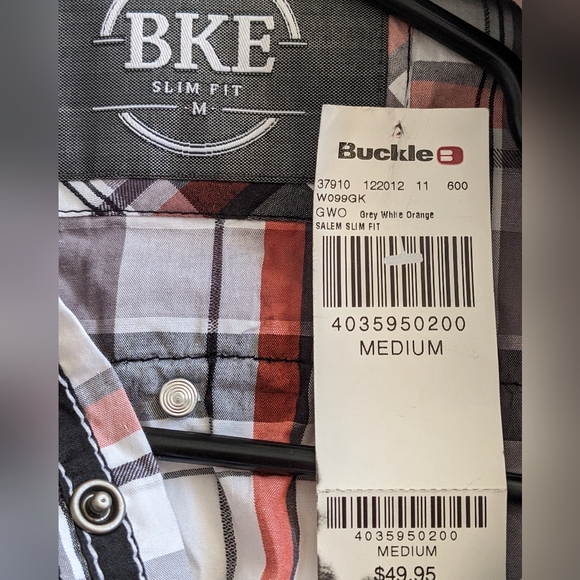 BKE
SLIM FIT
- M -
Buckle B
37910 122012 11 600
W099GK
GWO Grey White Orange
SALEM SLIM FIT
4035950200
MEDIUM
4035950200
MEDIUM
$49.95